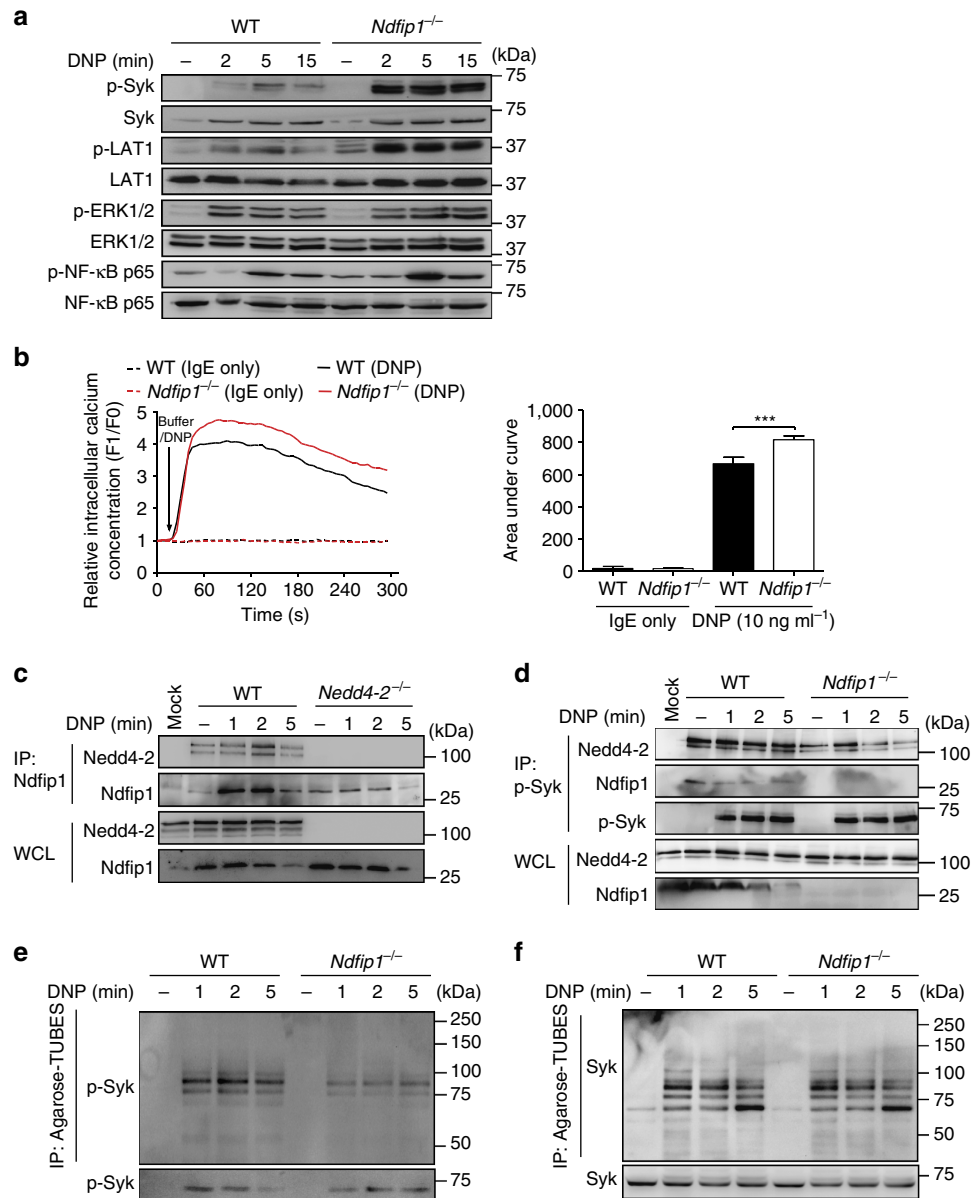 a
WT Ndfip1–/–
DNP (min) – 2 5 15 – 2 5 15 (kDa)
p-Syk 75
Syk 75
p-LAT1 37
LAT1 37
p-ERK1/2 37
ERK1/2 37
p-NF-κB p65 75
NF-κB p65 75
b
WT (IgE only) WT (DNP)
Ndfip1–/– (IgE only) Ndfip1–/– (DNP)
Relative intracellular calcium
concentration (F1/F0)
5
4
3
2
1
0
Buffer
/DNP
0 60 120 180 240 300
Time (s)
Area under curve
1,000
800
600
400
200
0
***
WT Ndfip1–/– WT Ndfip1–/–
IgE only DNP (10 ng ml–1)
c
Mock WT Nedd4-2–/–
DNP (min) – 1 2 5 – 1 2 5 (kDa)
IP:
Ndfip1
Nedd4-2 100
Ndfip1 25
WCL
Nedd4-2 100
Ndfip1 25
d
Mock WT Ndfip1–/–
DNP (min) – 1 2 5 – 1 2 5 (kDa)
IP:
p-Syk
Nedd4-2 100
Ndfip1 25
p-Syk 75
WCL
Nedd4-2 100
Ndfip1 25
e
WT Ndfip1–/–
DNP (min) – 1 2 5 – 1 2 5 (kDa)
IP: Agarose-TUBES
p-Syk
250
150
100
75
50
p-Syk 75
f
WT Ndfip1–/–
DNP (min) – 1 2 5 – 1 2 5 (kDa)
IP: Agarose-TUBES
Syk
250
150
100
75
50
Syk 75